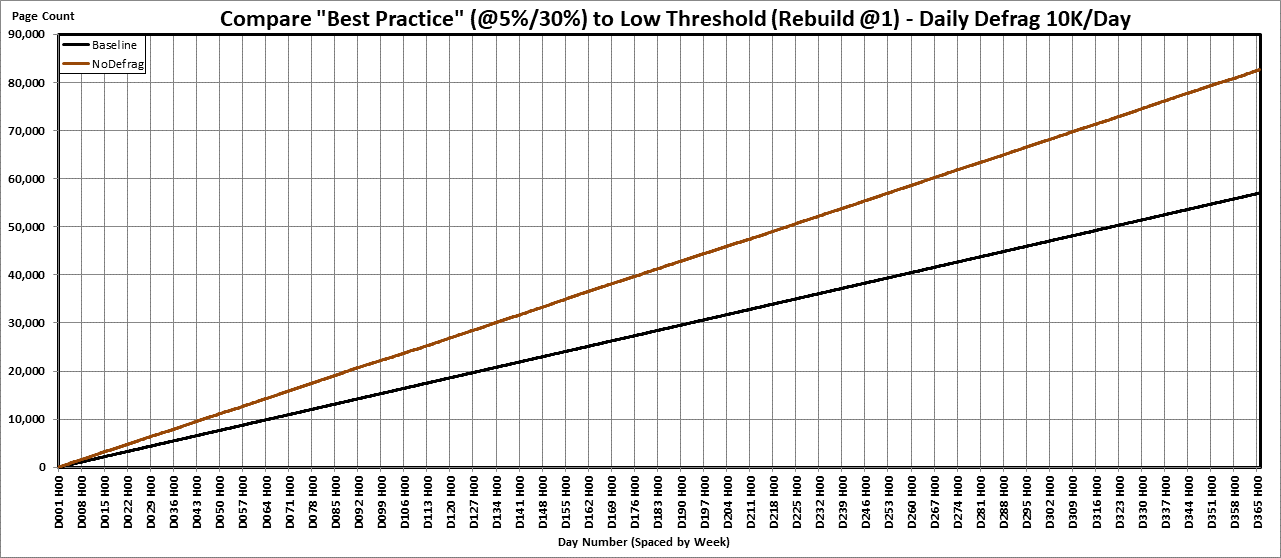 Compare "Best Practice" (@5%/30%) to Low Threshold (Rebuild @1) - Daily Defrag 10K/Day
Page Count
Baseline
NoDefrag
90,000
80,000
70,000
60,000
50,000
40,000
30,000
20,000
10,000
0
D001 H00
D008 H00
D015 H00
D022 H00
D029 H00
D036 H00
D043 H00
D050 H00
D057 H00
D064 H00
D071 H00
D078 H00
D085 H00
D092 H00
D099 H00
D106 H00
D113 H00
D120 H00
D127 H00
D134 H00
D141 H00
D148 H00
D155 H00
D162 H00
D169 H00
D176 H00
D183 H00
D190 H00
D197 H00
D204 H00
D211 H00
D218 H00
D225 H00
D232 H00
D239 H00
D246 H00
D253 H00
D260 H00
D267 H00
D274 H00
D281 H00
D288 H00
D295 H00
D302 H00
D309 H00
D316 H00
D323 H00
D330 H00
D337 H00
D344 H00
D351 H00
D358 H00
D365 H00
Day Number (Spaced by Week)